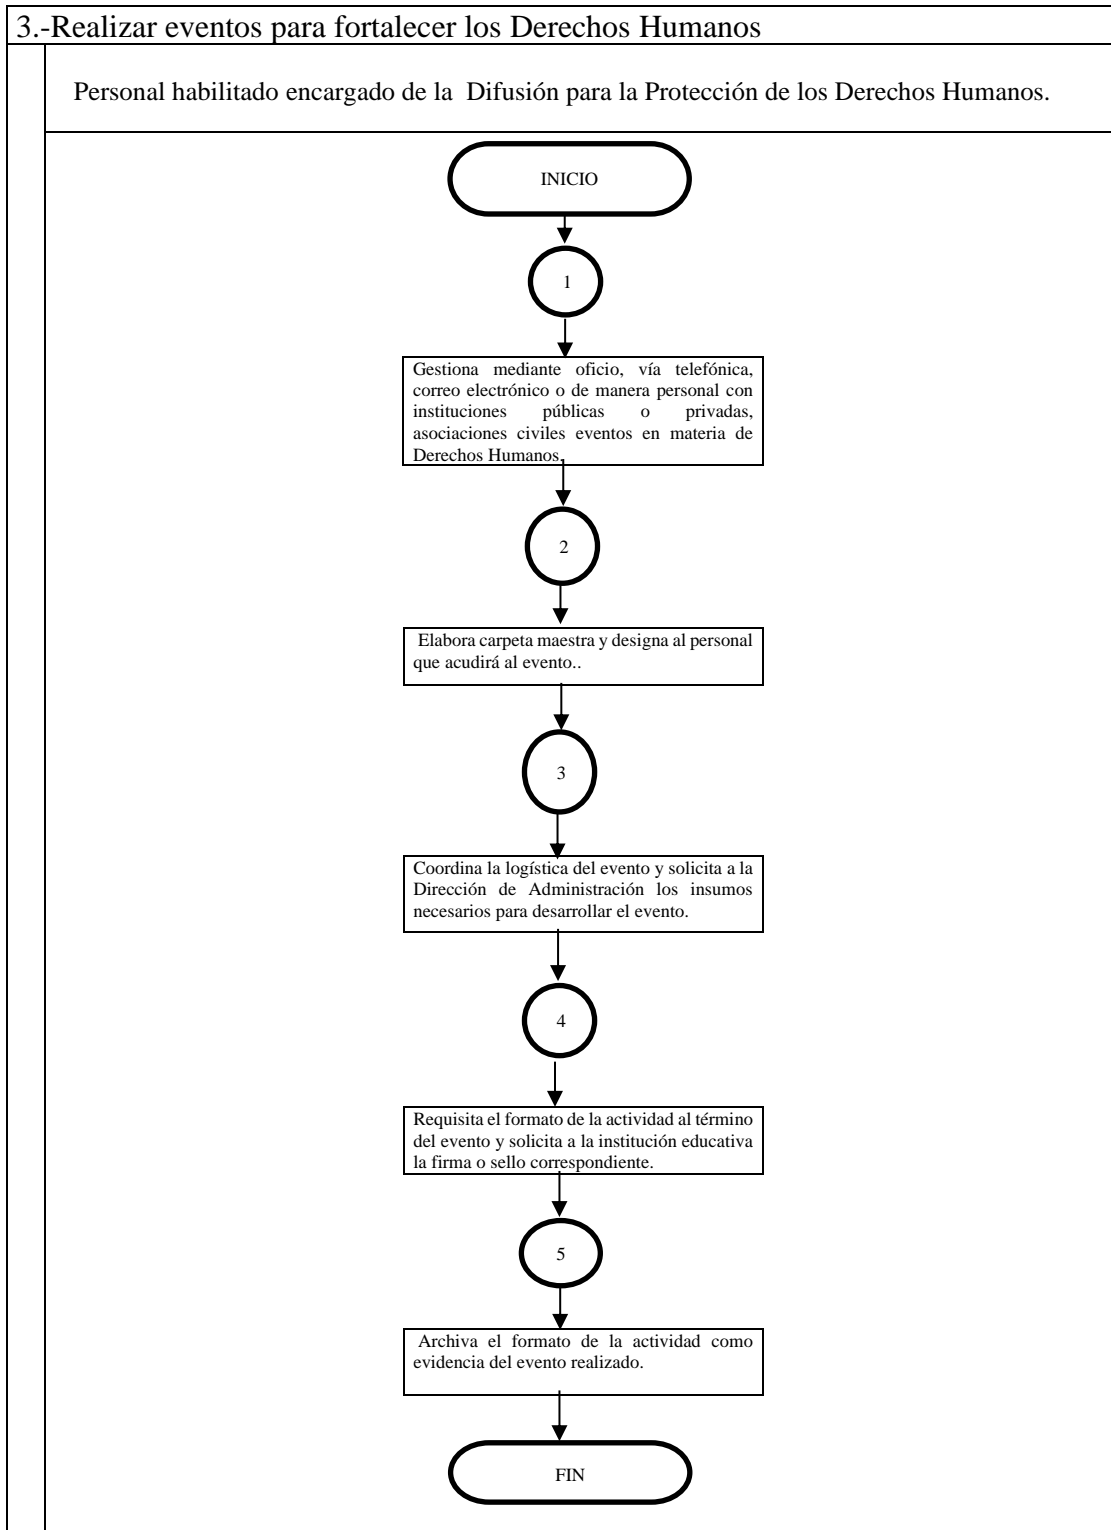 3.-Realizar eventos para fortalecer los Derechos Humanos
Personal habilitado encargado de la Difusión para la Protección de los Derechos Humanos.
INICIO
1
Gestiona mediante oficio, vía telefónica,
correo electrónico o de manera personal con
instituciones públicas o privadas,
asociaciones civiles eventos en materia de
Derechos Humanos.
2
Elabora carpeta maestra y designa al personal
que acudirá al evento..
3
Coordina la logística del evento y solicita a la
Dirección de Administración los insumos
necesarios para desarrollar el evento.
4
Requisita el formato de la actividad al término
del evento y solicita a la institución educativa
la firma o sello correspondiente.
5
Archiva el formato de la actividad como
evidencia del evento realizado.
FIN